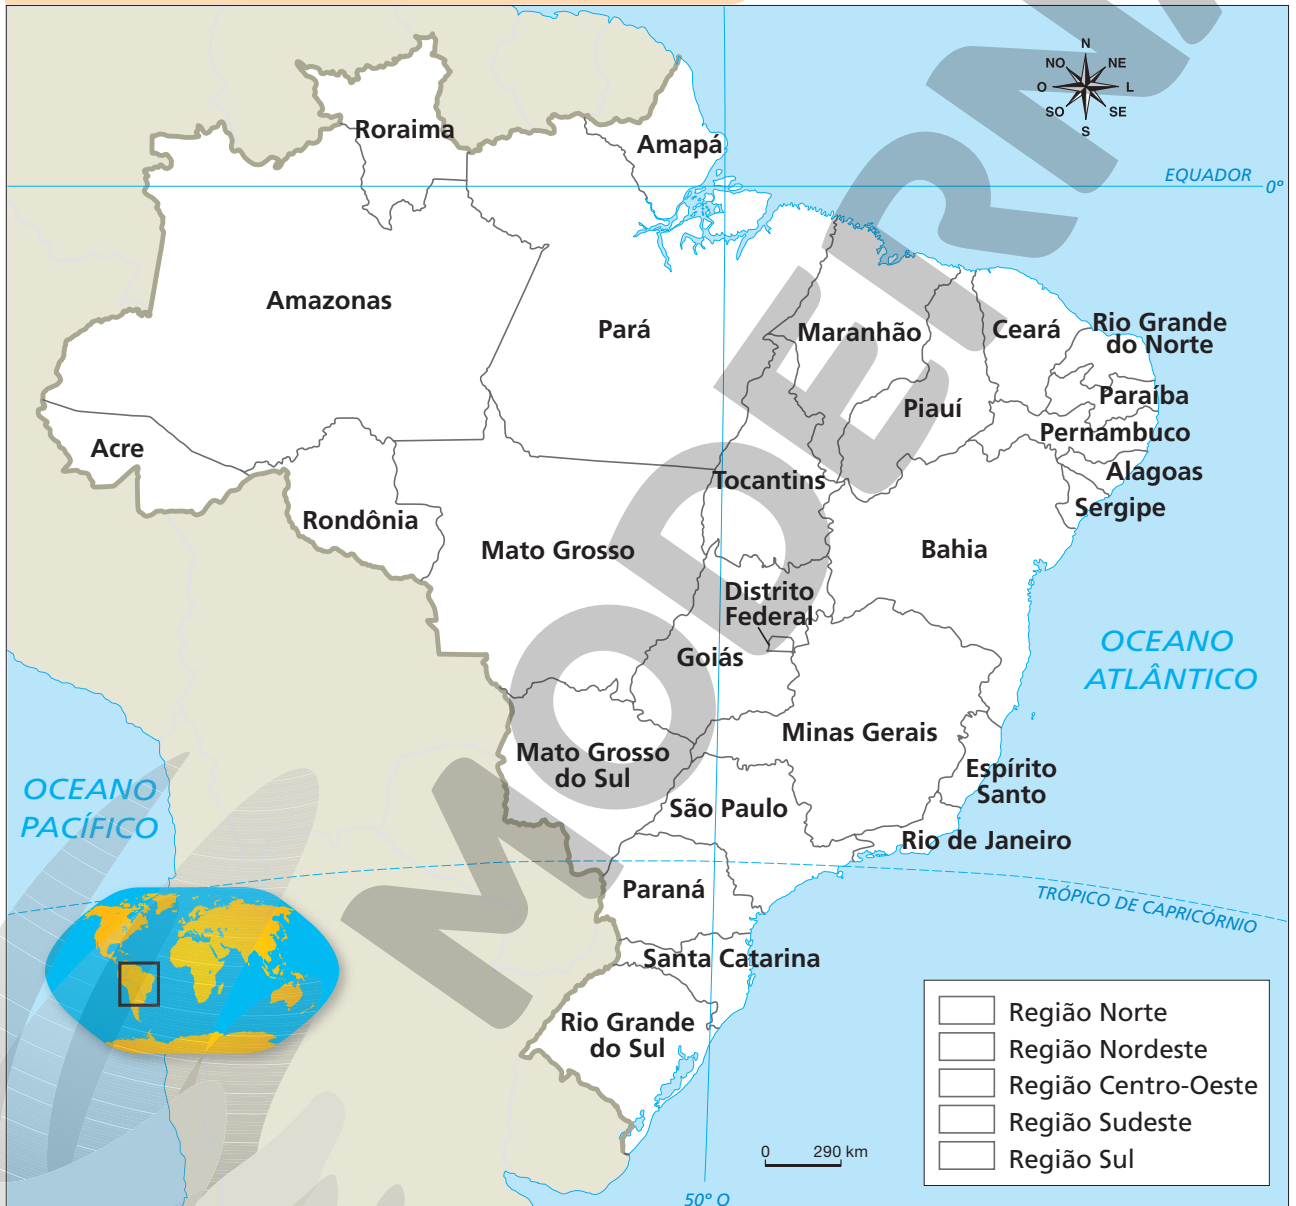 N
NO
NE
O
L
SO
SE
S
Roraima
Amapá
EQUADOR
0º
Amazonas
Pará
Maranhão
Ceará
Rio Grande
do Norte
Paraíba
Piauí
Pernambuco
Acre
Alagoas
Tocantins
Sergipe
Rondônia
Mato Grosso
Bahia
Distrito
Federal
Goiás
OCEANO
ATLÂNTICO
Minas Gerais
Mato Grosso
do Sul
Espírito
Santo
OCEANO
PACÍFICO
São Paulo
Rio de Janeiro
Paraná
TRÓPICO DE CAPRICÓRNIO
Santa Catarina
Rio Grande
do Sul
Região Norte
Região Nordeste
Região Centro-Oeste
Região Sudeste
Região Sul
0
290 km
50º O
MODERNA